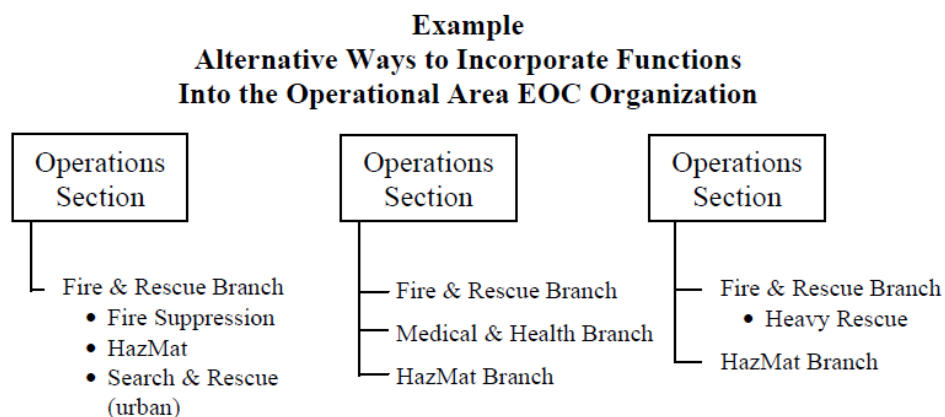 Example
Alternative Ways to Incorporate Functions
Into the Operational Area EOC Organization
Operations
Section
Fire & Rescue Branch
• Fire Suppression
• HazMat
• Search & Rescue
(urban)
Operations
Section
Fire & Rescue Branch
Medical & Health Branch
HazMat Branch
Operations
Section
Fire & Rescue Branch
• Heavy Rescue
HazMat Branch